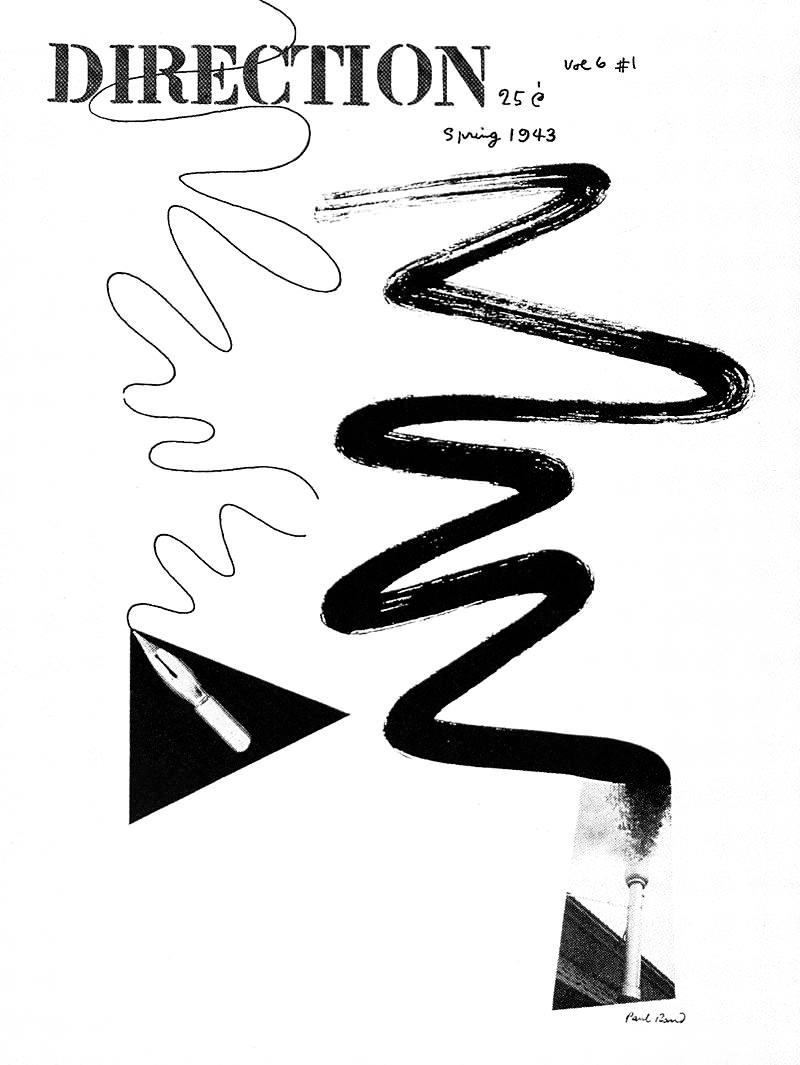 DIRECTION
25¢
Vol 6 #1
Spring 1943
Paul Rand